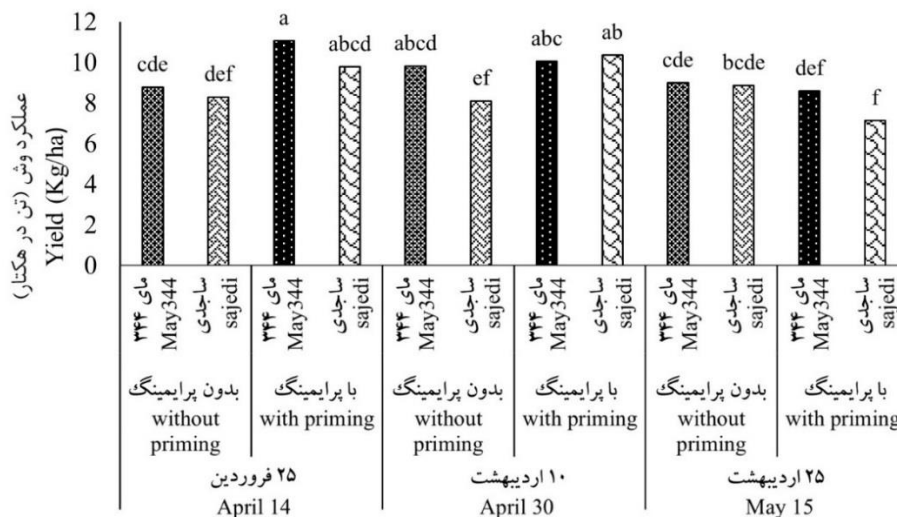 عملکرد وش (تن در هکتار)
Yield (Kg/ha)
12
10
8
6
4
2
0
cde
def
a
abcd
abcd
ef
abc
ab
cde
bcde
def
f
مای ۳۴۴
May344
ساجدی
sajedi
مای ۳۴۴
May344
ساجدی
sajedi
مای ۳۴۴
May344
ساجدی
sajedi
مای ۳۴۴
May344
ساجدی
sajedi
مای ۳۴۴
May344
ساجدی
sajedi
مای ۳۴۴
May344
ساجدی
sajedi
بدون پرایمینگ
without
priming
با پرایمینگ
with priming
بدون پرایمینگ
without
priming
با پرایمینگ
with priming
بدون پرایمینگ
without
priming
با پرایمینگ
with priming
۲۵ فروردین
April 14
۱۰ اردیبهشت
April 30
۲۵ اردیبهشت
May 15